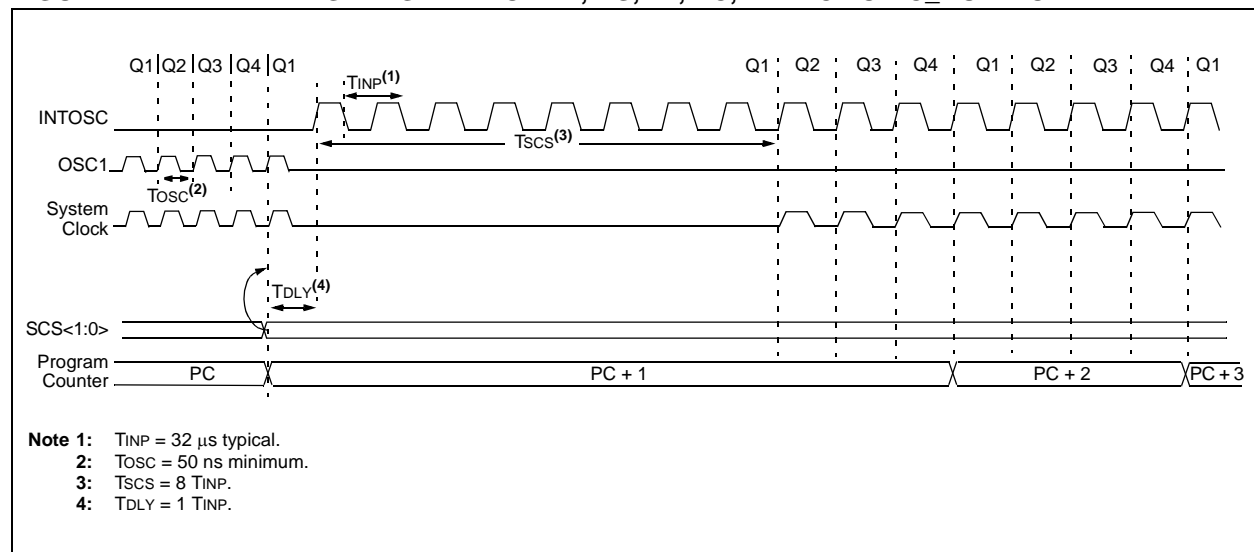 Q1 Q2 Q3 Q4 Q1 Q1 Q2 Q3 Q4 Q1 Q2 Q3 Q4 Q1
TINP(1)
INTOSC
TSCS(3)
OSC1
TOSC(2)
System
Clock
TDLY(4)
SCS<1:0>
Program
Counter
PC PC + 1 PC + 2 PC + 3
Note 1: TINP = 32 μs typical.
2: TOSC = 50 ns minimum.
3: TSCS = 8 TINP.
4: TDLY = 1 TINP.